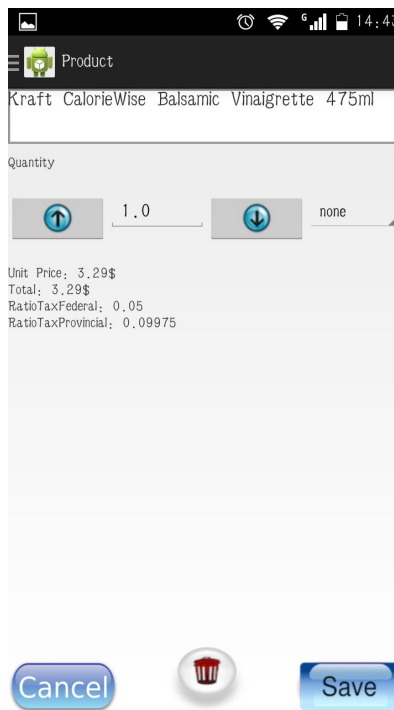 G 14:43
Product
Kraft CalorieWise Balsamic Vinaigrette 475ml
Quantity
1.0 none
Unit Price: 3.29$
Total: 3.29$
RatioTaxFederal: 0.05
RatioTaxProvincial: 0.09975
Cancel Save